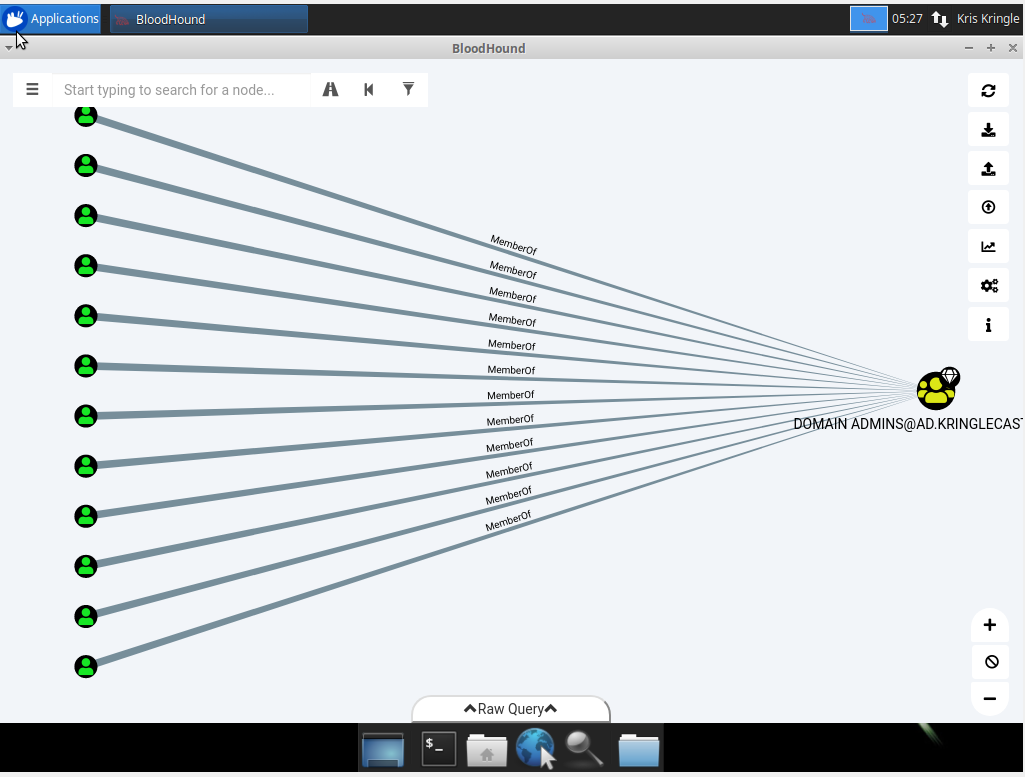 Applications
BloodHound
05:27
Kris Kringle
BloodHound
Start typing to search for a node...
MemberOf
MemberOf
MemberOf
MemberOf
MemberOf
MemberOf
MemberOf
MemberOf
MemberOf
MemberOf
MemberOf
MemberOf
DOMAIN ADMINS@AD.KRINGLECAST
Raw Query
$_